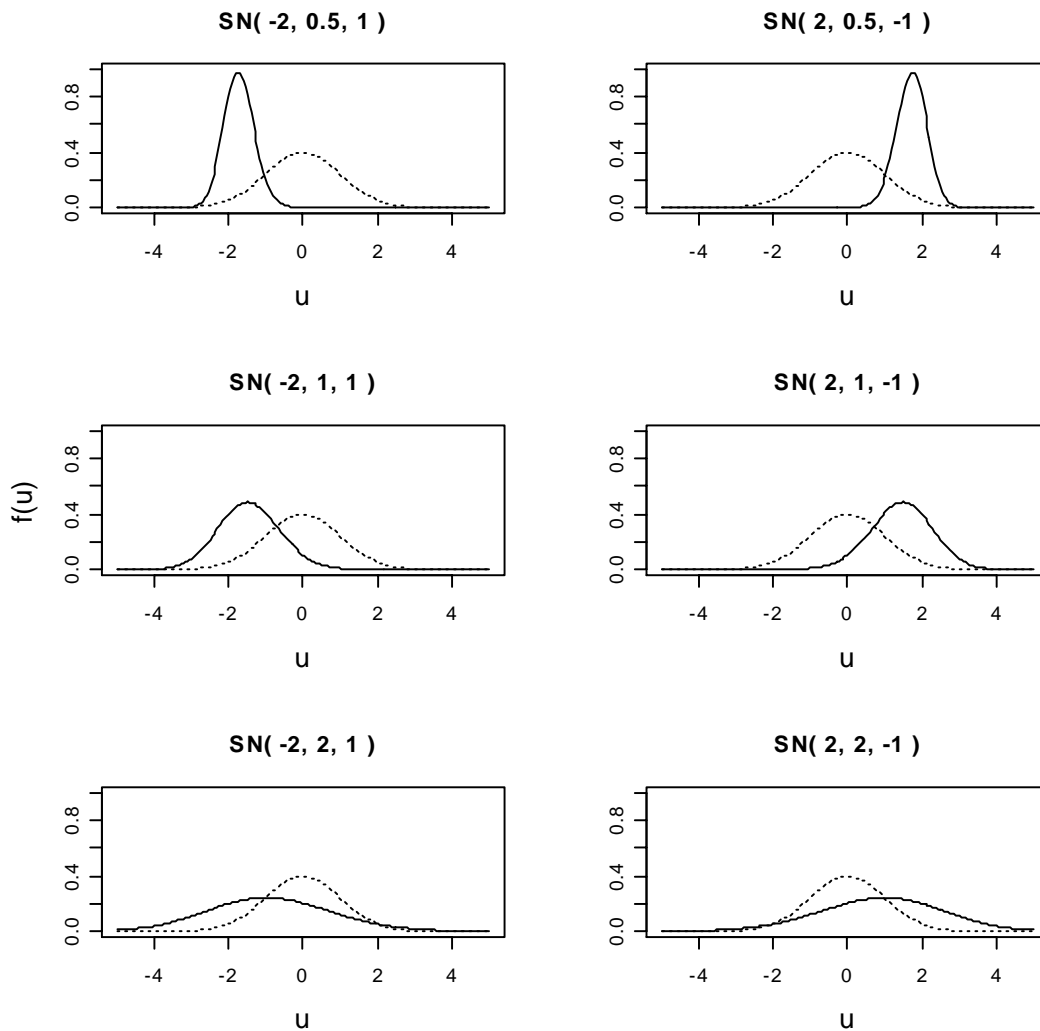 SN( -2, 0.5, 1 )
0.0 0.4 0.8
-4 -2 0 2 4
u
SN( 2, 0.5, -1 )
0.0 0.4 0.8
-4 -2 0 2 4
u
f(u)
SN( -2, 1, 1 )
0.0 0.4 0.8
-4 -2 0 2 4
u
SN( 2, 1, -1 )
0.0 0.4 0.8
-4 -2 0 2 4
u
SN( -2, 2, 1 )
0.0 0.4 0.8
-4 -2 0 2 4
u
SN( 2, 2, -1 )
0.0 0.4 0.8
-4 -2 0 2 4
u